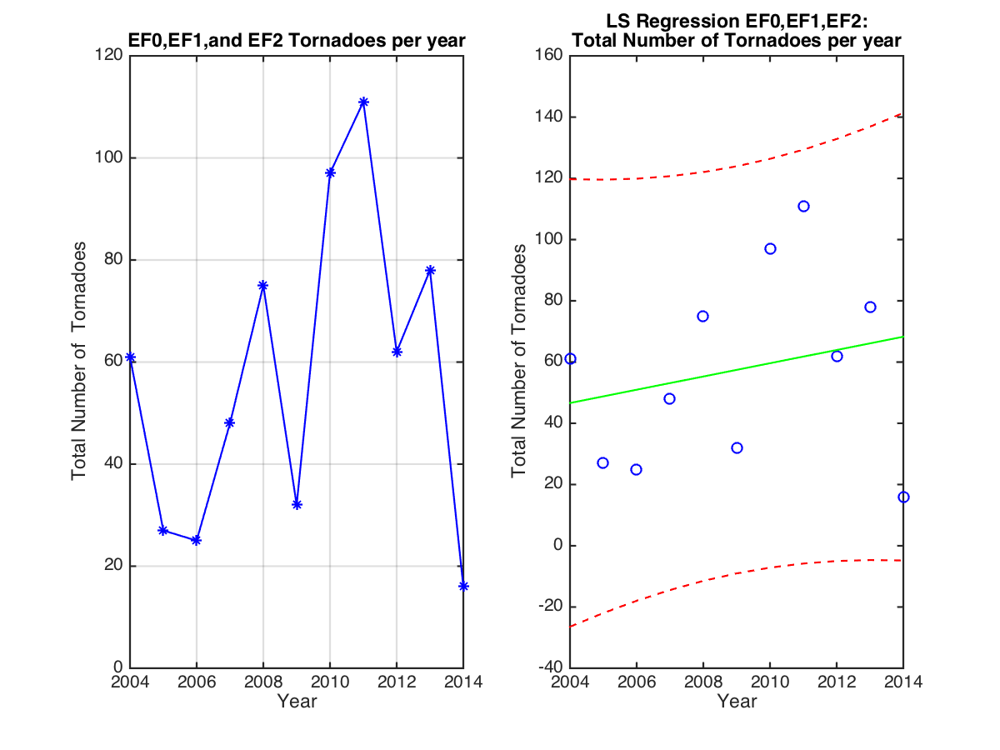 EF0,EF1,and EF2 Tornadoes per year
120
100
80
60
40
20
0
Total Number of  Tornadoes
2004 2006 2008 2010 2012 2014
Year
LS Regression EF0,EF1,EF2:
Total Number of Tornadoes per year
160
140
120
100
80
60
40
20
0
-20
-40
Total Number of Tornadoes
2004 2006 2008 2010 2012 2014
Year